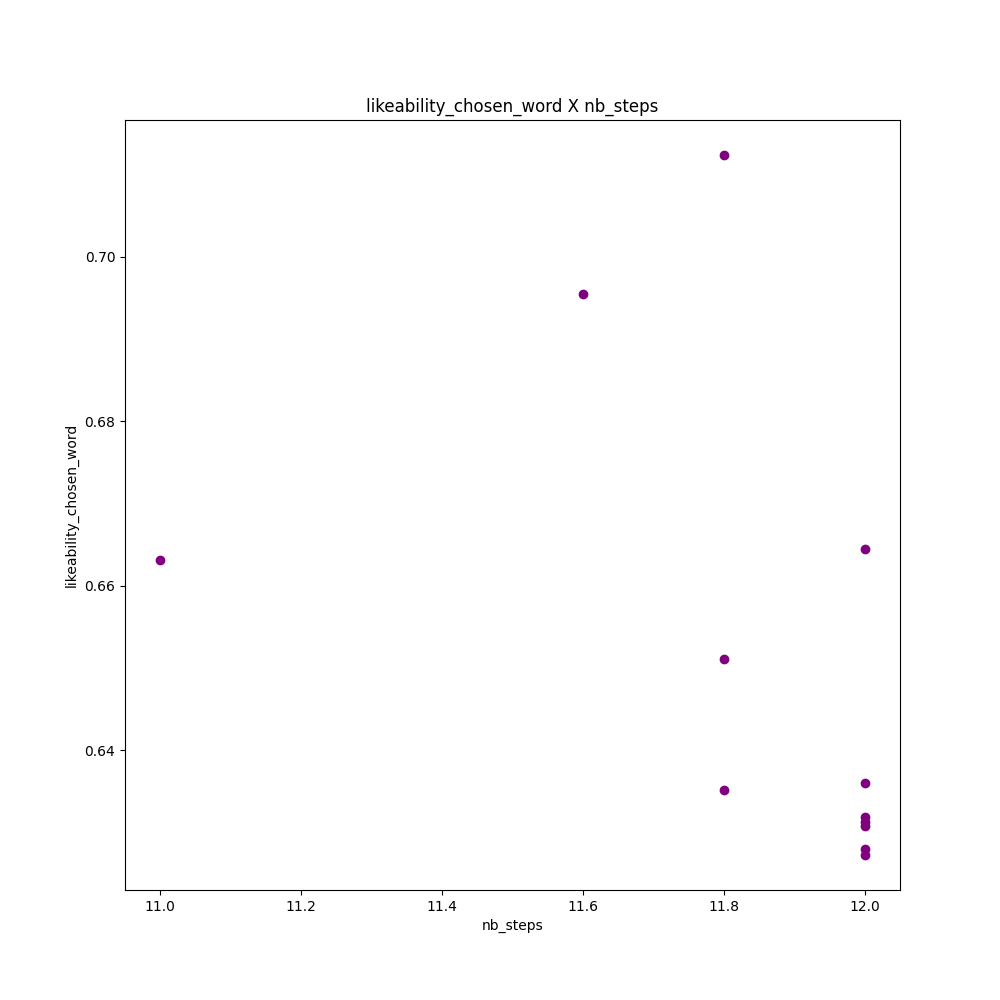 likeability_chosen_word X nb_steps
likeability_chosen_word
0.70
0.68
0.66
0.64
11.0 11.2 11.4 11.6 11.8 12.0
nb_steps